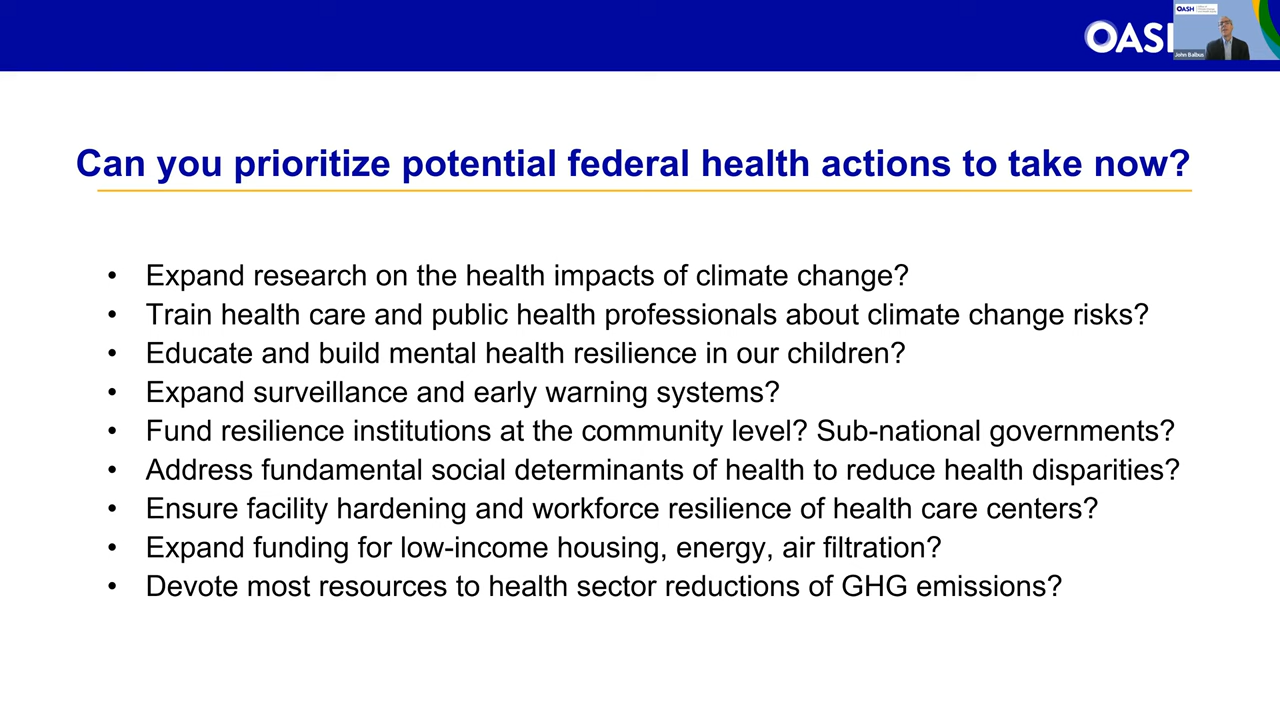 OASH
OASH
John Balbus
Can you prioritize potential federal health actions to take now?
• Expand research on the health impacts of climate change?
• Train health care and public health professionals about climate change risks?
• Educate and build mental health resilience in our children?
• Expand surveillance and early warning systems?
• Fund resilience institutions at the community level? Sub-national governments?
• Address fundamental social determinants of health to reduce health disparities?
• Ensure facility hardening and workforce resilience of health care centers?
• Expand funding for low-income housing, energy, air filtration?
• Devote most resources to health sector reductions of GHG emissions?